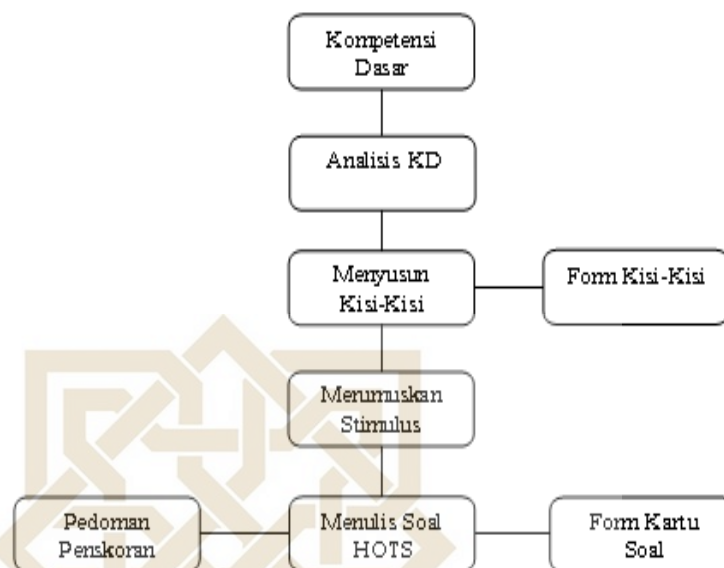 Kompetensi
Dasar
Analisis KD
Menyusun
Kisi-Kisi
Form Kisi-Kisi
Merumuskan
Stimulus
Pedoman
Penskoran
Menulis Soal
HOTS
Form Kartu
Soal